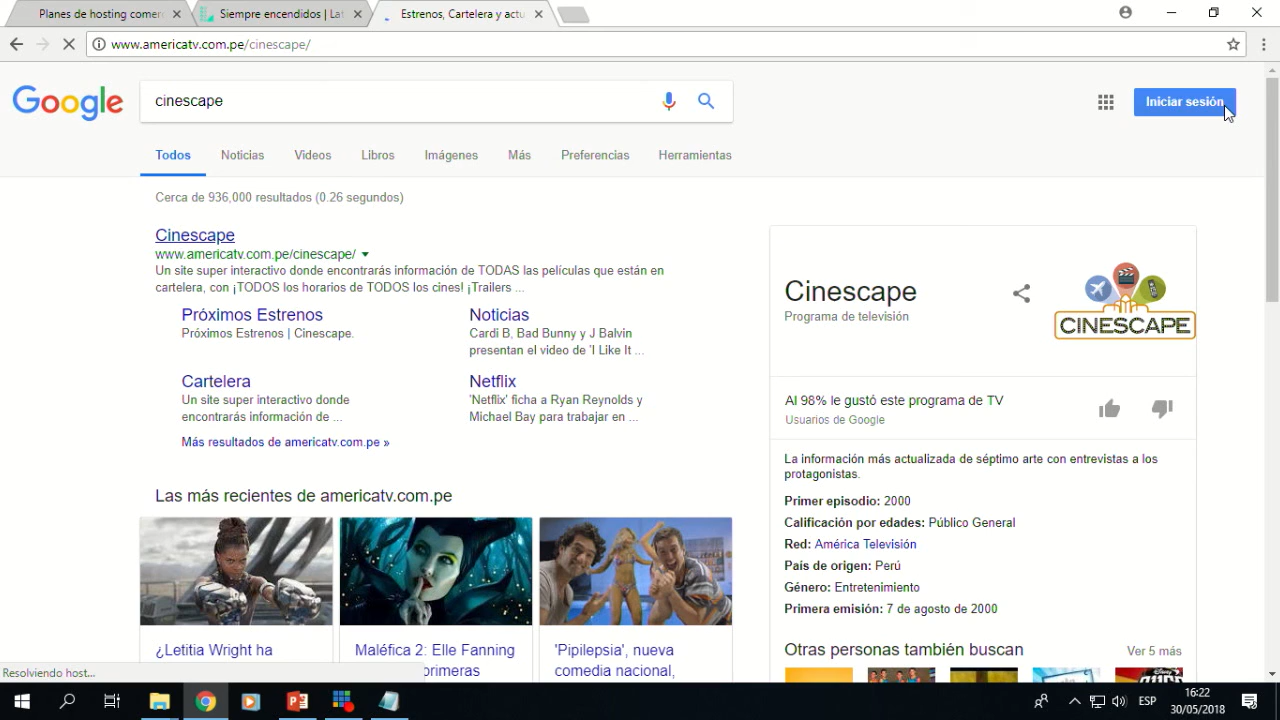 Planes de hosting comerc
Siempre encendidos | Lat
Estrenos, Cartelera y actu
www.americatv.com.pe/cinescape/
Google
cinescape
Iniciar sesión
Todos
Noticias
Videos
Libros
Imágenes
Más
Preferencias
Herramientas
Cerca de 936,000 resultados (0.26 segundos)
Cinescape
www.americatv.com.pe/cinescape/
Un site super interactivo donde encontrarás información de TODAS las películas que están en
cartelera, con ¡TODOS los horarios de TODOS los cines! ¡Trailers ...
Próximos Estrenos
Próximos Estrenos | Cinescape.
Noticias
Cardi B, Bad Bunny y J Balvin
presentan el video de 'I Like It ...
Cartelera
Un site super interactivo donde
encontrarás información de ...
Netflix
'Netflix' ficha a Ryan Reynolds y
Michael Bay para trabajar en ...
Más resultados de americatv.com.pe »
Las más recientes de americatv.com.pe
¿Letitia Wright ha
Maléfica 2: Elle Fanning
primeras
'Pipilepsia', nueva
comedia nacional,
Cinescape
Programa de televisión
CINESCAPE
Al 98% le gustó este programa de TV
Usuarios de Google
La información más actualizada de séptimo arte con entrevistas a los
protagonistas.
Primer episodio: 2000
Calificación por edades: Público General
Red: América Televisión
País de origen: Perú
Género: Entretenimiento
Primera emisión: 7 de agosto de 2000
Otras personas también buscan
Ver 5 más
Resolviendo host...
ESP
16:22
30/05/2018